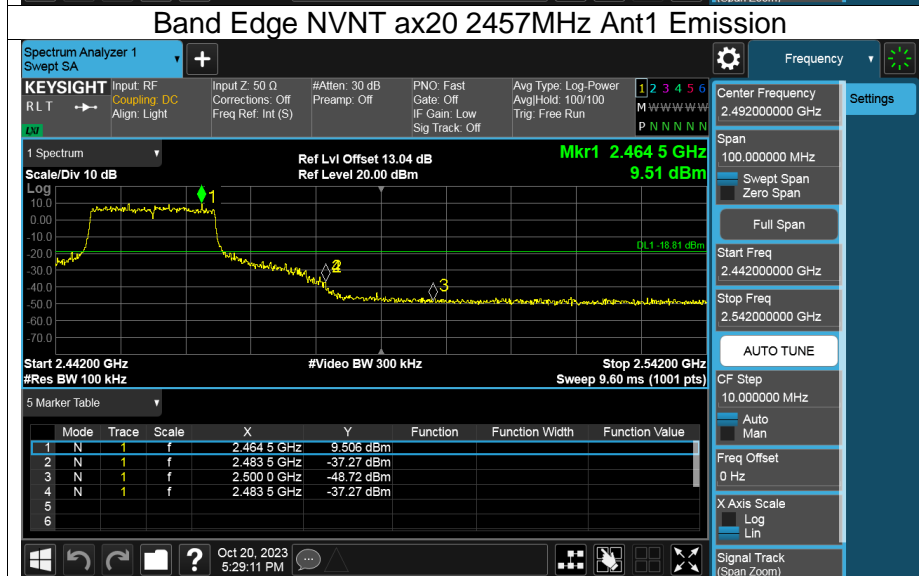 (Span Zoom)
Band Edge NVNT ax20 2457MHz Ant1 Emission
Spectrum Analyzer 1
Swept SA
+
Frequency
KEYSIGHT
RLT
LXI
Input: RF
Coupling: DC
Align: Light
Input Z: 50 Ω
Corrections: Off
Freq Ref: Int (S)
#Atten: 30 dB
Preamp: Off
PNO: Fast
Gate: Off
IF Gain: Low
Sig Track: Off
Avg Type: Log-Power
Avg|Hold: 100/100
Trig: Free Run
1 2 3 4 5 6
M W W W W W
P N N N N N
Center Frequency
2.492000000 GHz
Settings
1 Spectrum
Scale/Div 10 dB
Ref Lvl Offset 13.04 dB
Ref Level 20.00 dBm
Mkr1 2.464 5 GHz
9.51 dBm
Span
100.000000 MHz
Swept Span
Zero Span
Full Span
Start Freq
2.442000000 GHz
Stop Freq
2.542000000 GHz
AUTO TUNE
Log
10.0
0.00
-10.0
-20.0
-30.0
-40.0
-50.0
-60.0
-70.0
1
2
3
DL1 -18.81 dBm
Start 2.44200 GHz
#Video BW 300 kHz
Stop 2.54200 GHz
#Res BW 100 kHz
Sweep 9.60 ms (1001 pts)
CF Step
10.000000 MHz
Auto
Man
5 Marker Table
Mode Trace Scale X Y Function Function Width Function Value
1 N 1 f 2.464 5 GHz 9.506 dBm
2 N 1 f 2.483 5 GHz -37.27 dBm
3 N 1 f 2.500 0 GHz -48.72 dBm
4 N 1 f 2.483 5 GHz -37.27 dBm
5
6
Freq Offset
0 Hz
X Axis Scale
Log
Lin
Signal Track
(Span Zoom)
?
Oct 20, 2023
5:29:11 PM